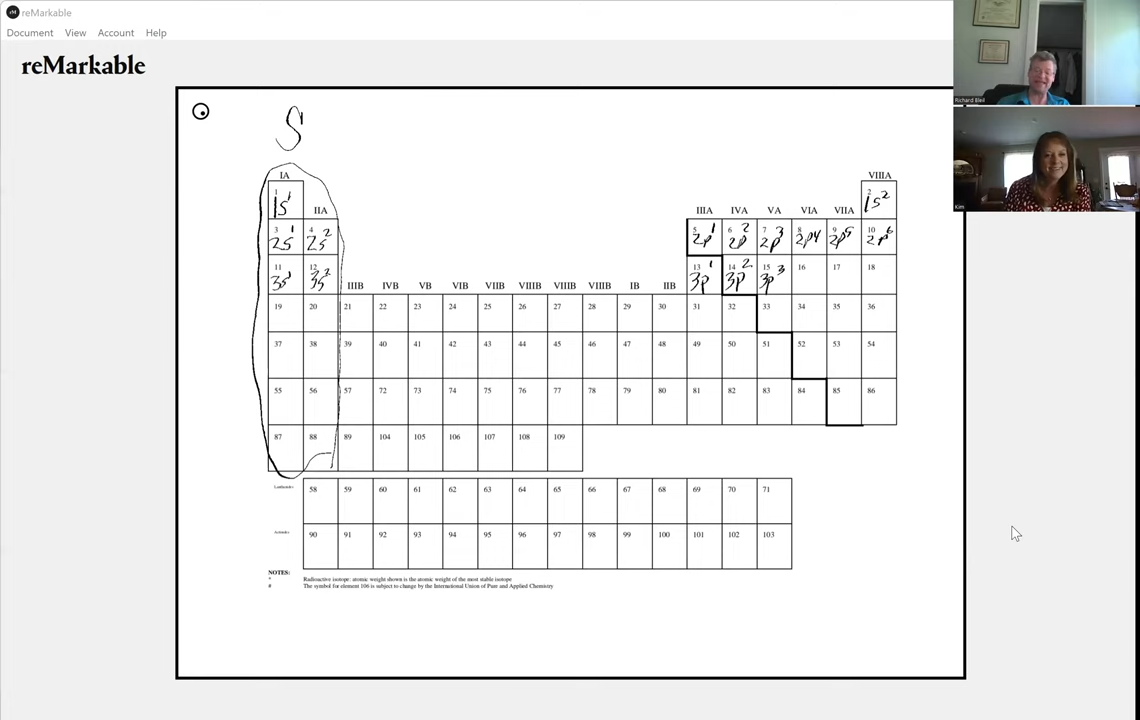 reMarkable
Document View Account Help
reMarkable
Richard Bleil
Kim
S
IA VIIIA
1 1s¹ 2 1s²
IIA IIIA IVA VA VIA VIIA
3 2s¹ 4 2s² 5 2p¹ 6 2p² 7 2p³ 8 2p4 9 2p⁵ 10 2p⁶
11 3s¹ 12 3s² 13 3p¹ 14 3p² 15 3p³ 16 17 18
IIIB IVB VB VIB VIIB VIIIB VIIIB VIIIB IB IIB
19 20 21 22 23 24 25 26 27 28 29 30 31 32 33 34 35 36
37 38 39 40 41 42 43 44 45 46 47 48 49 50 51 52 53 54
55 56 57 72 73 74 75 76 77 78 79 80 81 82 83 84 85 86
87 88 89 104 105 106 107 108 109
58 59 60 61 62 63 64 65 66 67 68 69 70 71
90 91 92 93 94 95 96 97 98 99 100 101 102 103
NOTES:
* Radioactive isotope: atomic weight shown is the atomic weight of the most stable isotope
# The symbol for element 106 is subject to change by the International Union of Pure and Applied Chemistry